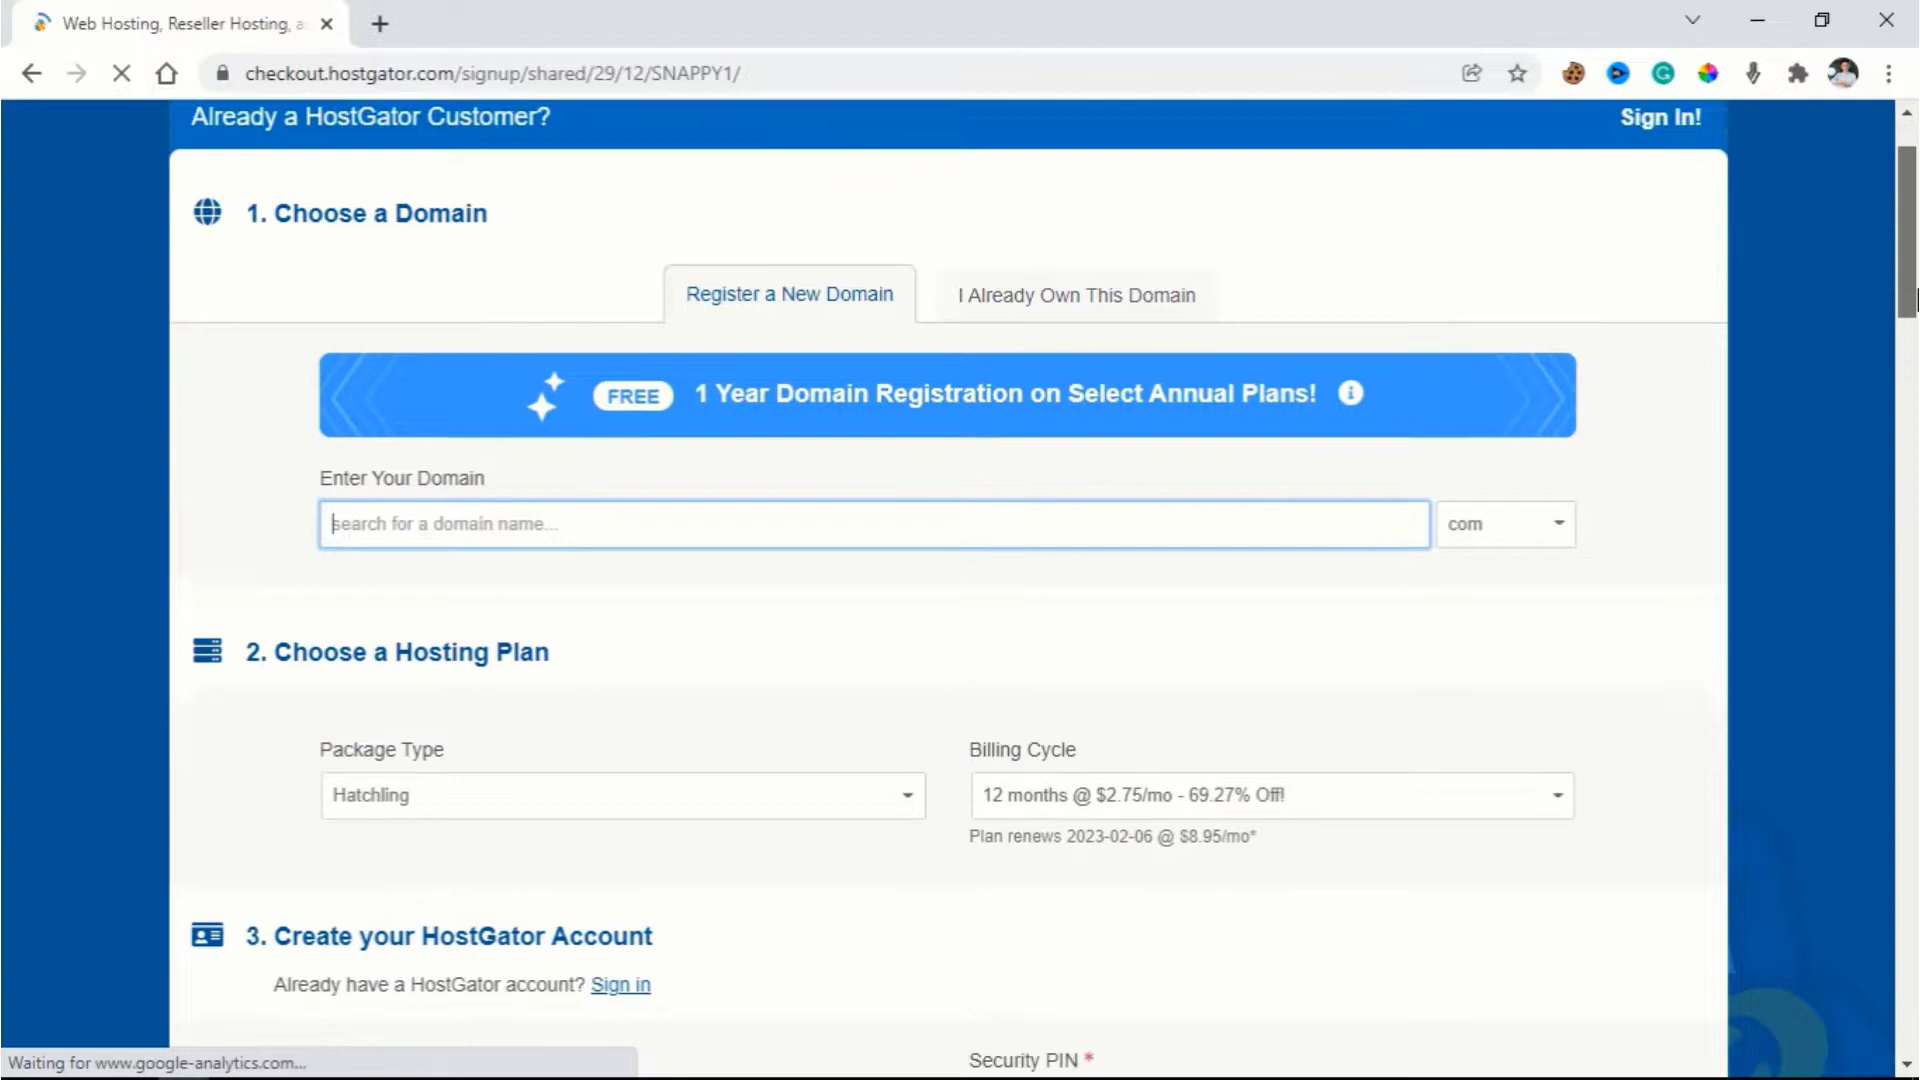 Web Hosting, Reseller Hosting, a
checkout.hostgator.com/signup/shared/29/12/SNAPPY1/
Already a HostGator Customer?
Sign In!
1. Choose a Domain
Register a New Domain
I Already Own This Domain
FREE 1 Year Domain Registration on Select Annual Plans!
Enter Your Domain
search for a domain name...
com
2. Choose a Hosting Plan
Package Type
Billing Cycle
Hatchling
12 months @ $2.75/mo - 69.27% Off!
Plan renews 2023-02-06 @ $8.95/mo*
3. Create your HostGator Account
Already have a HostGator account? Sign in
Waiting for www.google-analytics.com...
Security PIN *